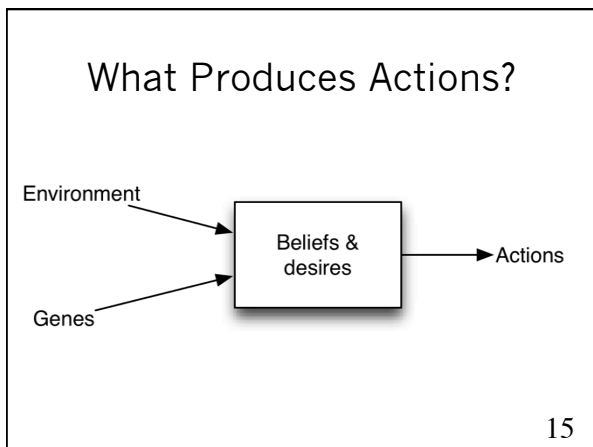 What Produces Actions?
Environment
Beliefs &
desires
Actions
Genes
15